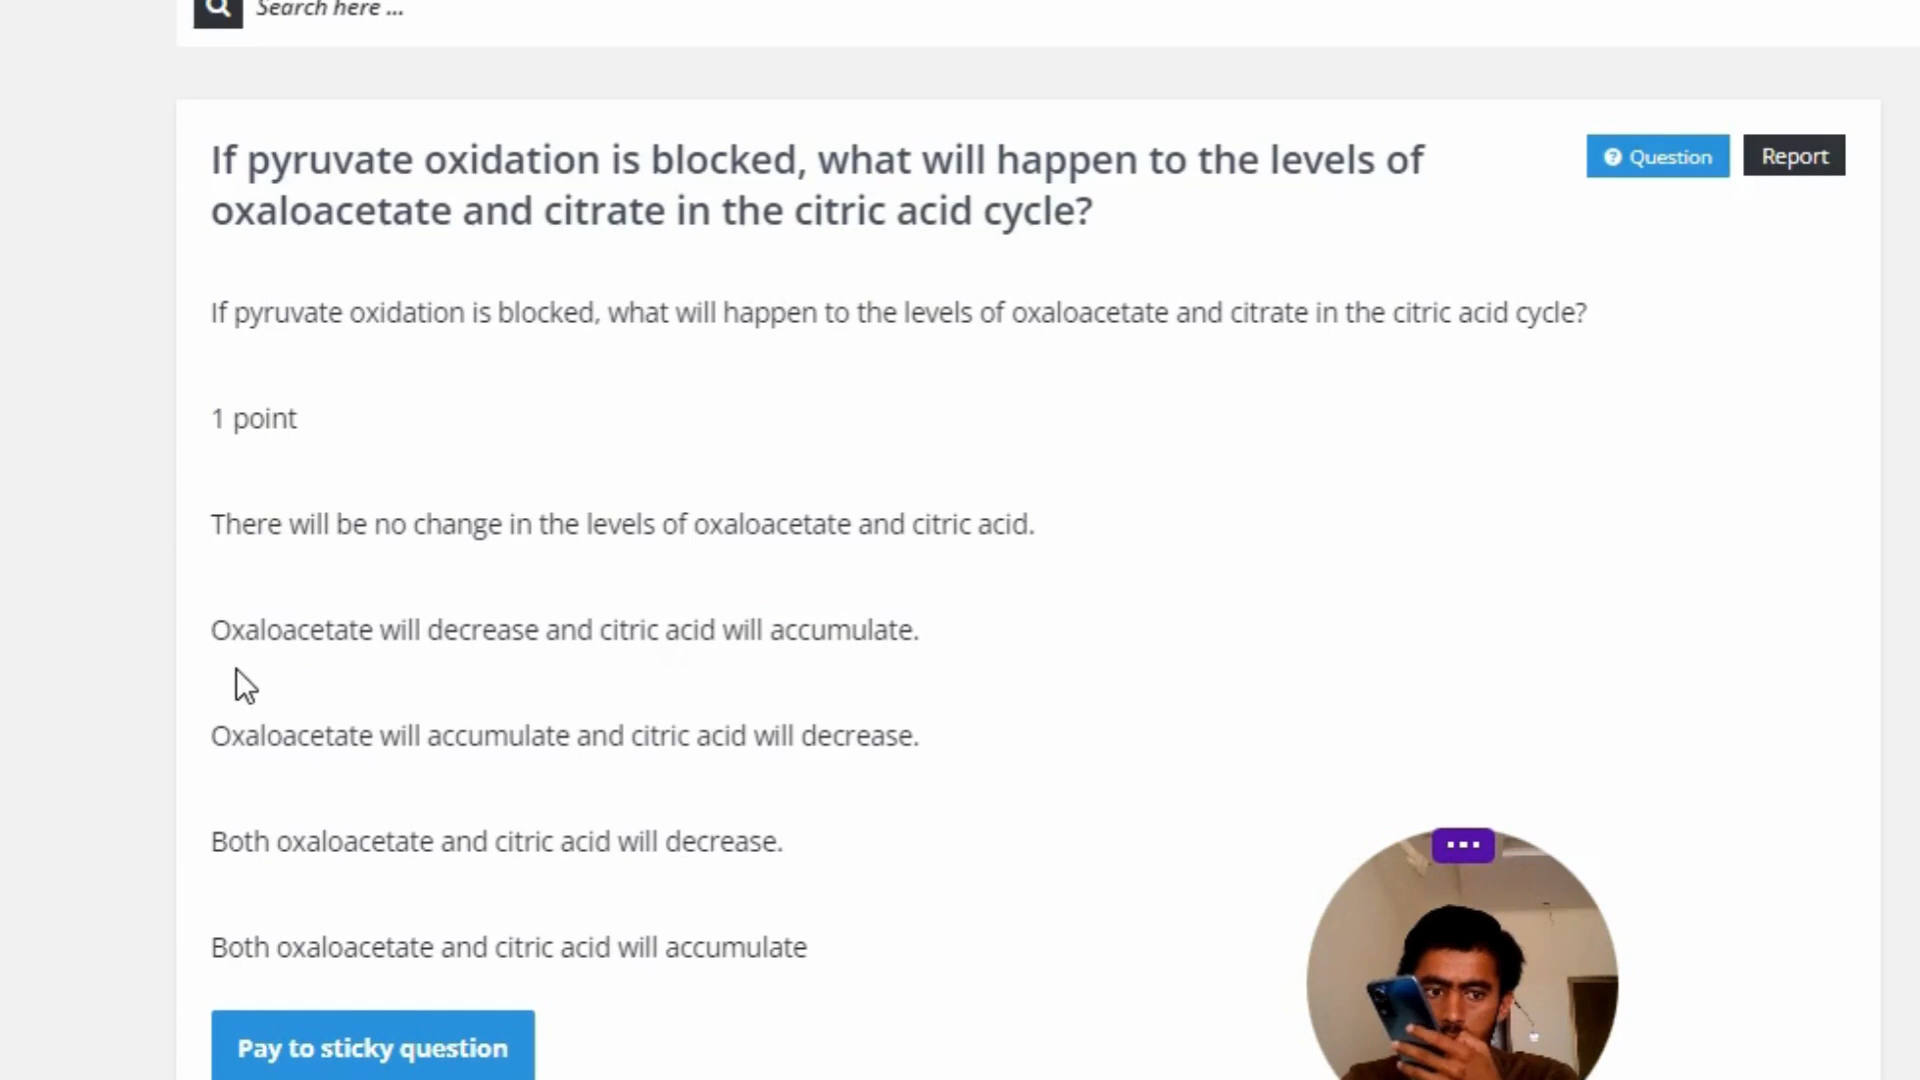 Search here ...
If pyruvate oxidation is blocked, what will happen to the levels of
oxaloacetate and citrate in the citric acid cycle?
Question
Report
If pyruvate oxidation is blocked, what will happen to the levels of oxaloacetate and citrate in the citric acid cycle?
1 point
There will be no change in the levels of oxaloacetate and citric acid.
Oxaloacetate will decrease and citric acid will accumulate.
Oxaloacetate will accumulate and citric acid will decrease.
Both oxaloacetate and citric acid will decrease.
Both oxaloacetate and citric acid will accumulate
Pay to sticky question